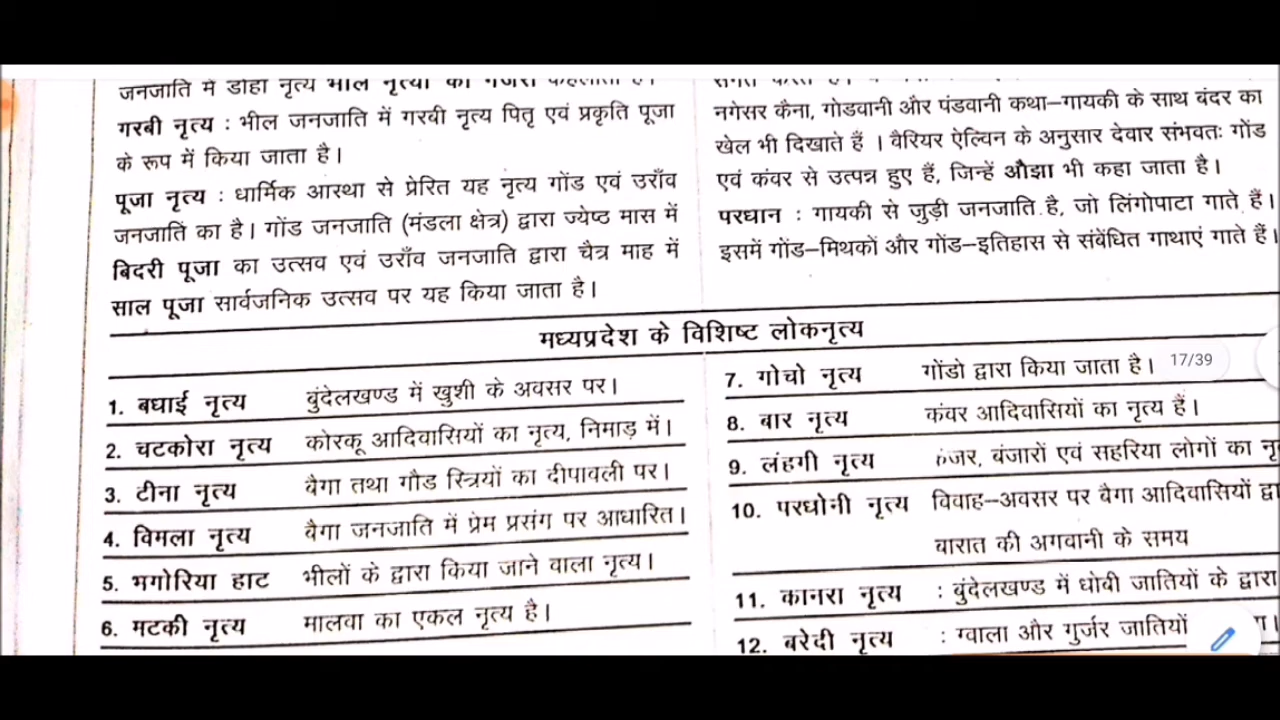 जनजाति में डोहा नृत्य
गरबी नृत्य : भील जनजाति में गरबी नृत्य पितृ एवं प्रकृति पूजा
के रूप में किया जाता है।
पूजा नृत्य : धार्मिक आस्था से प्रेरित यह नृत्य गोंड एवं उराँव
जनजाति का है। गोंड जनजाति (मंडला क्षेत्र) द्वारा ज्येष्ठ मास में
बिदरी पूजा का उत्सव एवं उराँव जनजाति द्वारा चैत्र माह में
साल पूजा सार्वजनिक उत्सव पर यह किया जाता है।
नगेसर कैना, गोडवानी और पंडवानी कथा–गायकी के साथ बंदर का
खेल भी दिखाते हैं । वैरियर ऐल्विन के अनुसार देवार संभवतः गोंड
एवं कंवर से उत्पन्न हुए हैं, जिन्हें औझा भी कहा जाता है।
परधान : गायकी से जुड़ी जनजाति है, जो लिंगोपाटा गाते हैं।
इसमें गोंड–मिथकों और गोंड–इतिहास से संबेधित गाथाएं गाते हैं।
मध्यप्रदेश के विशिष्ट लोकनृत्य
1. बधाई नृत्य बुंदेलखण्ड में खुशी के अवसर पर।
2. चटकोरा नृत्य कोरकू आदिवासियों का नृत्य, निमाड़ में।
3. टीना नृत्य बैगा तथा गौड स्त्रियों का दीपावली पर।
4. विमला नृत्य बैगा जनजाति में प्रेम प्रसंग पर आधारित।
5. भगोरिया हाट भीलों के द्वारा किया जाने वाला नृत्य।
6. मटकी नृत्य मालवा का एकल नृत्य है।
7. गोचो नृत्य गोंडो द्वारा किया जाता है।
17/39
8. बार नृत्य कंवर आदिवासियों का नृत्य हैं।
9. लंहगी नृत्य बंजारों एवं सहरिया लोगों का
10. परधोनी नृत्य विवाह–अवसर पर बैगा आदिवासियों
बारात की अगवानी के समय
11. कानरा नृत्य : बुंदेलखण्ड में धोबी जातियों के द्वारा
12. बरेदी नृत्य : ग्वाला और गुर्जर जातियों